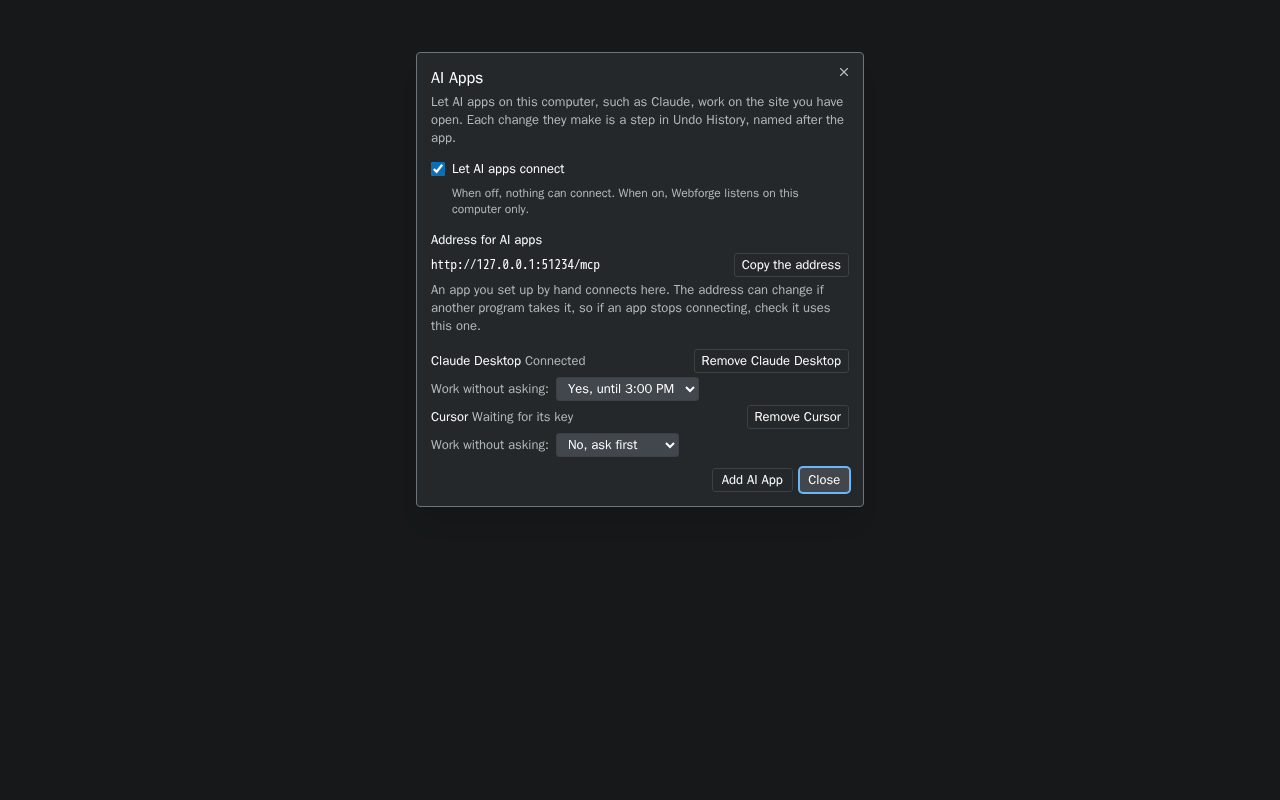 AI Apps
Let AI apps on this computer, such as Claude, work on the site you have
open. Each change they make is a step in Undo History, named after the
app.
Let AI apps connect
When off, nothing can connect. When on, Webforge listens on this
computer only.
Address for AI apps
http://127.0.0.1:51234/mcp
Copy the address
An app you set up by hand connects here. The address can change if
another program takes it, so if an app stops connecting, check it uses
this one.
Claude Desktop Connected
Remove Claude Desktop
Work without asking: Yes, until 3:00 PM
Cursor Waiting for its key
Remove Cursor
Work without asking: No, ask first
Add AI App
Close